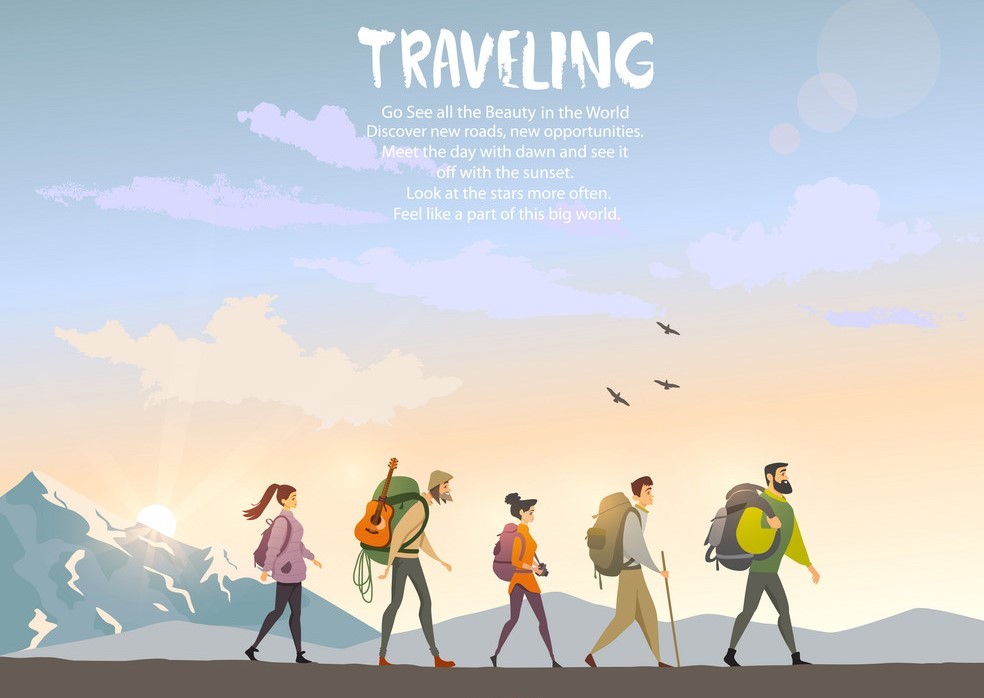 TRAVELING
Go See all the Beauty in the World
Discover new roads, new opportunities.
Meet the day with dawn and see it
off with the sunset.
Look at the stars more often.
Feel like a part of this big world.